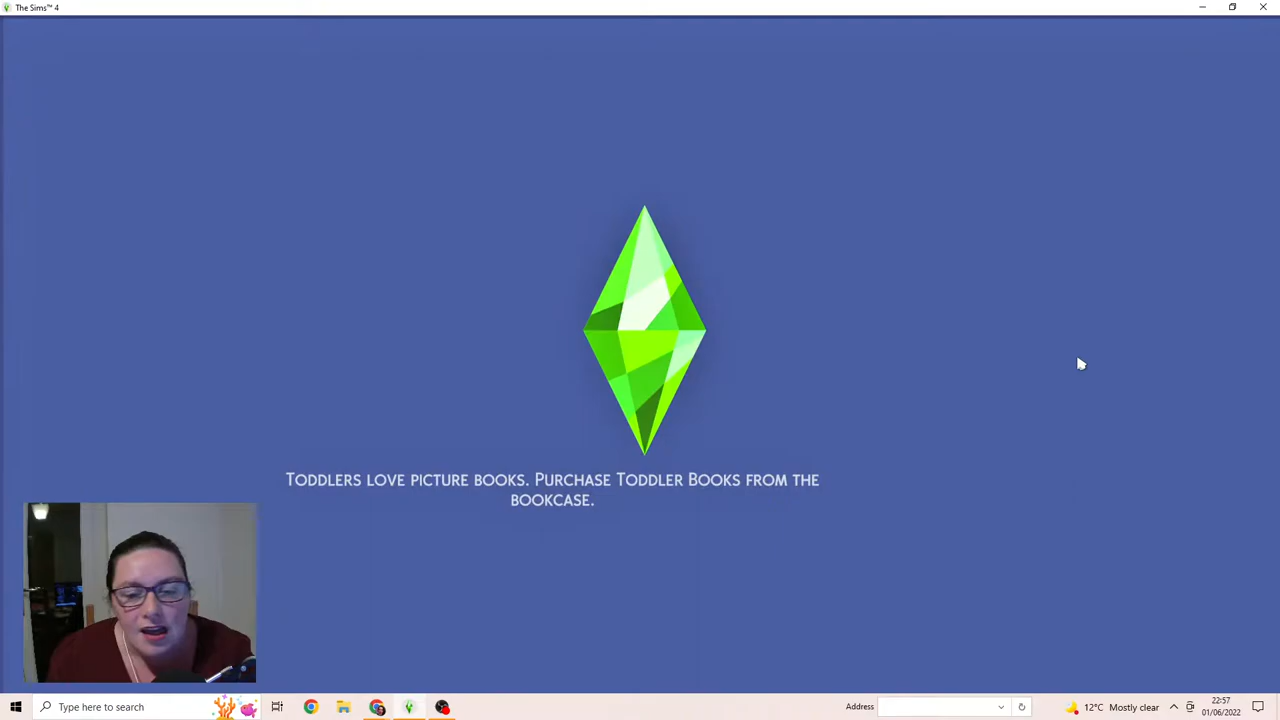 The Sims™ 4
TODDLERS LOVE PICTURE BOOKS. PURCHASE TODDLER BOOKS FROM THE
BOOKCASE.
Type here to search
Address
12°C Mostly clear
22:57
01/06/2022